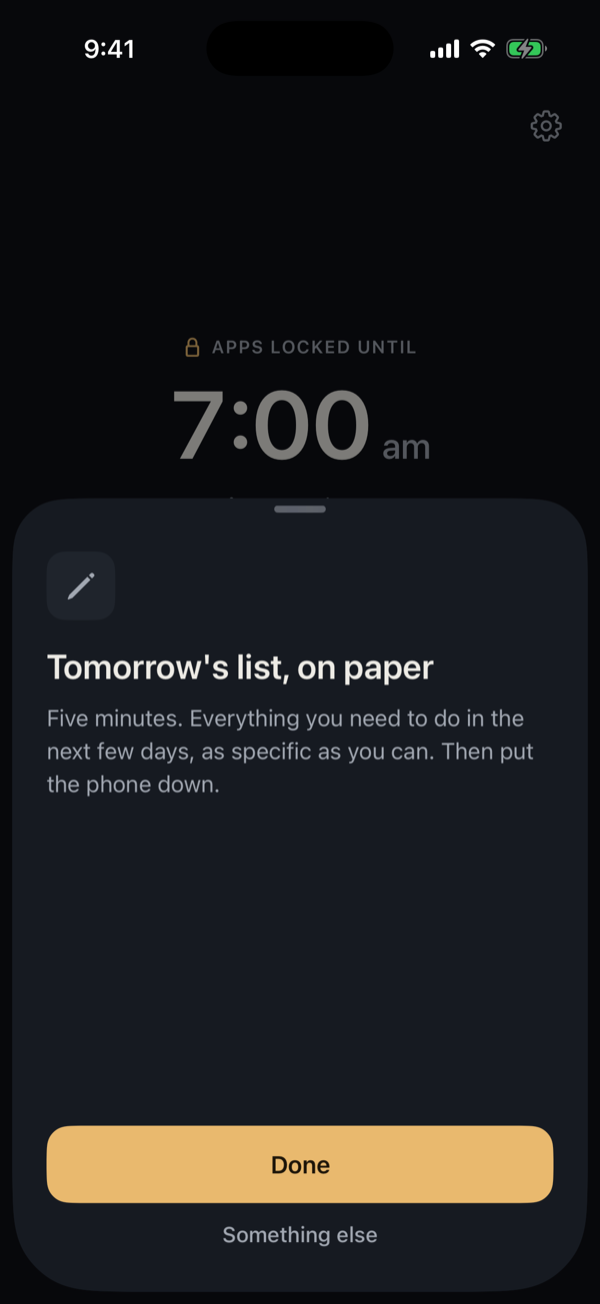 9:41
APPS LOCKED UNTIL
7:00 am
Tomorrow's list, on paper
Five minutes. Everything you need to do in the
next few days, as specific as you can. Then put
the phone down.
Done
Something else